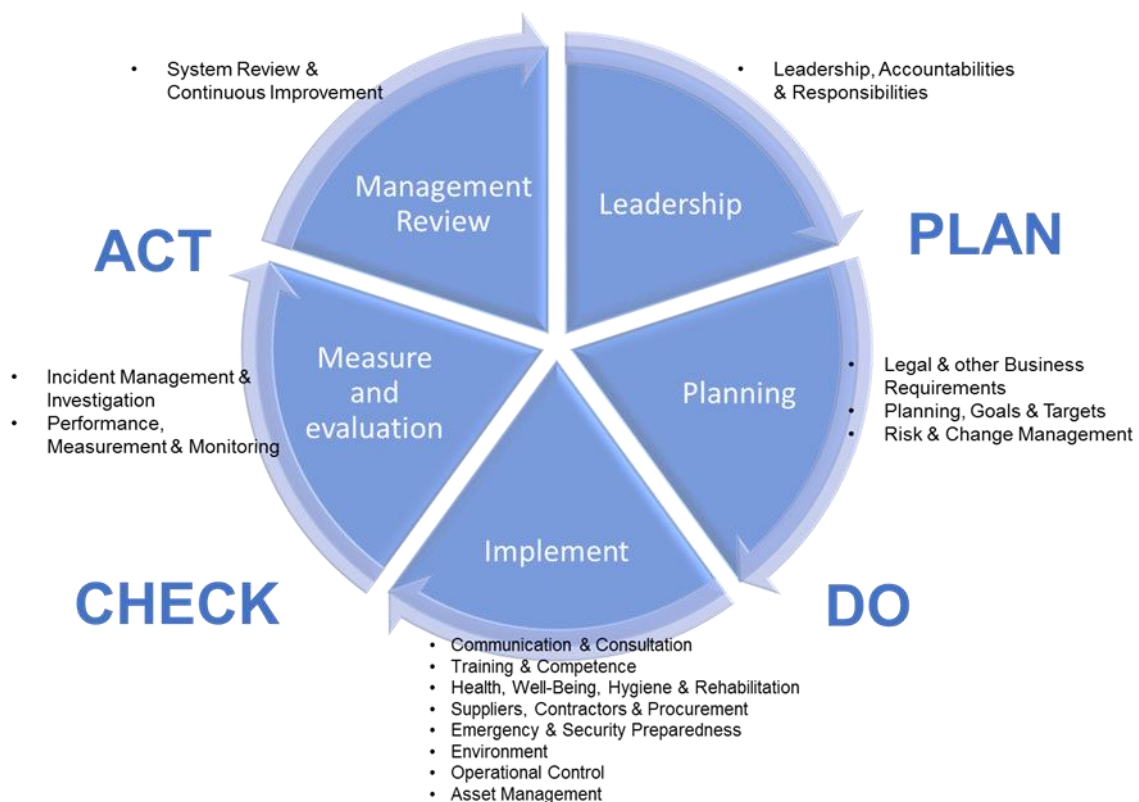 • System Review &
Continuous Improvement
• Leadership, Accountabilities
& Responsibilities
Management
Review
Leadership
ACT
PLAN
Measure
and
evaluation
Planning
• Incident Management &
Investigation
• Performance,
Measurement & Monitoring
• Legal & other Business
Requirements
• Planning, Goals & Targets
• Risk & Change Management
Implement
CHECK
DO
• Communication & Consultation
• Training & Competence
• Health, Well-Being, Hygiene & Rehabilitation
• Suppliers, Contractors & Procurement
• Emergency & Security Preparedness
• Environment
• Operational Control
• Asset Management